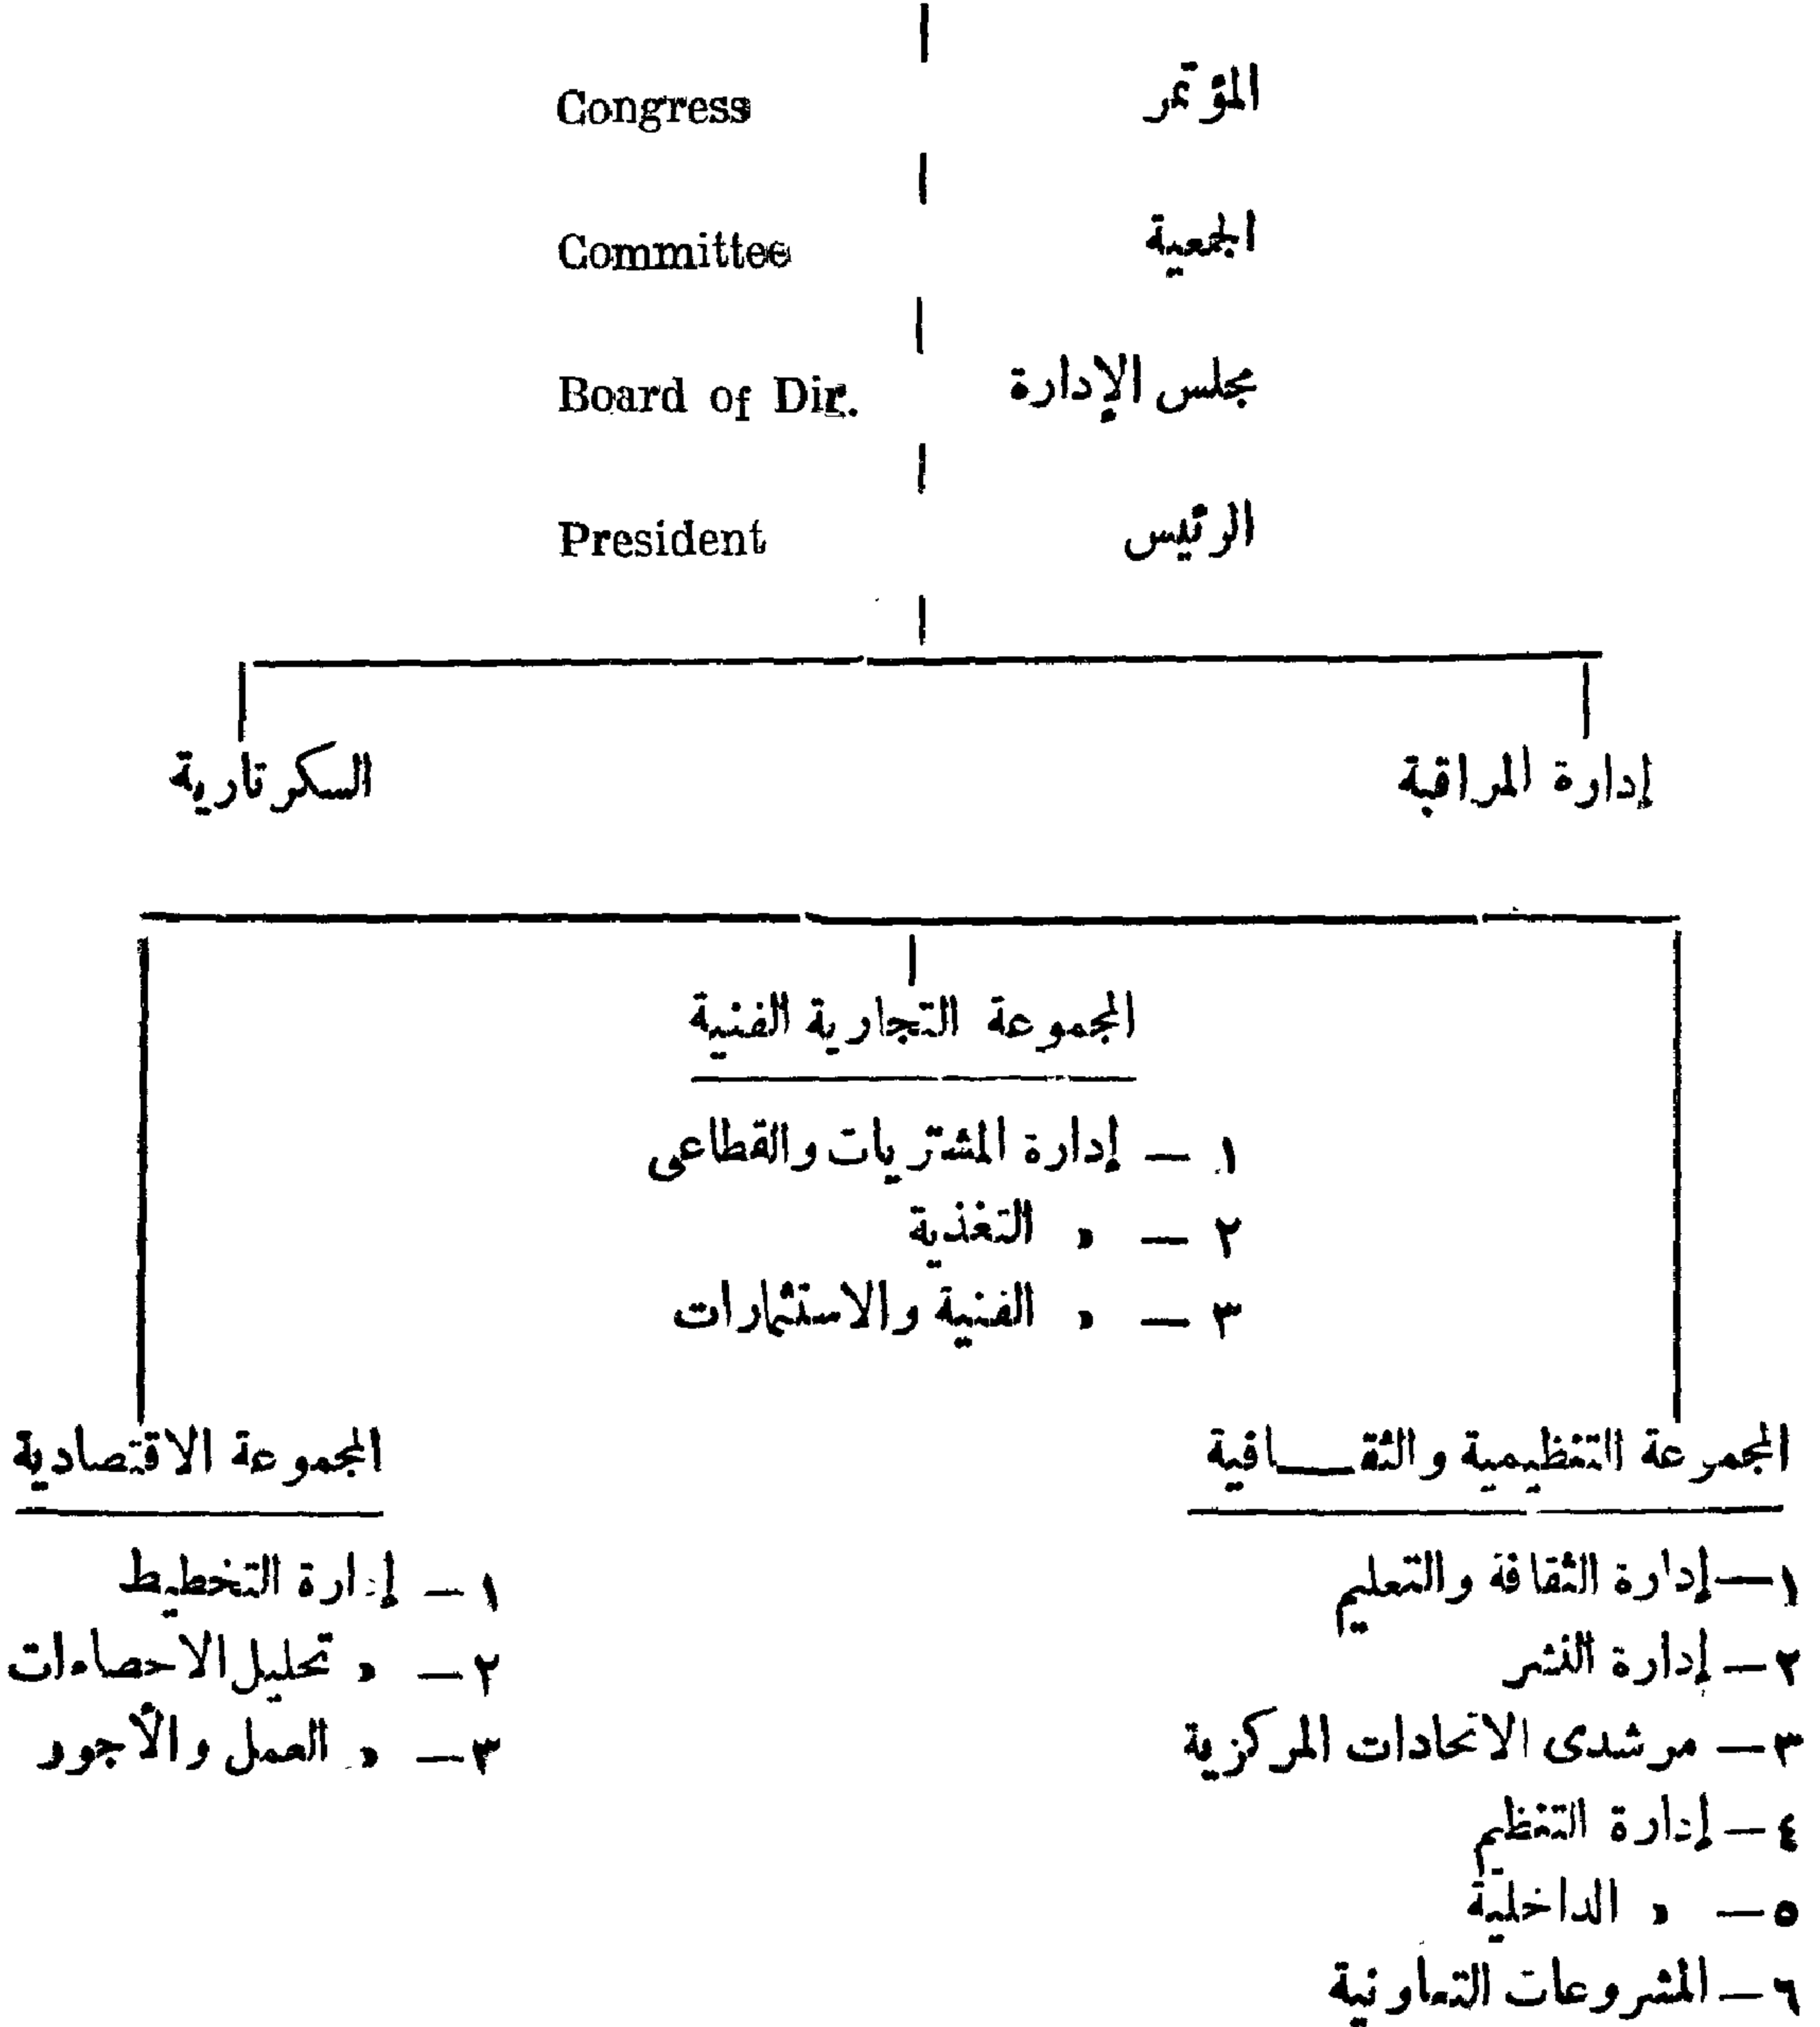 المؤتمر Congress
الجمعية Committee
مجلس الإدارة Board of Dir.
الرئيس President
إدارة المراقبة
السكرتارية
المجموعة التجارية الفنية
١ — إدارة المشتريات والقطاعى
٢ — » التغذية
٣ — » الفنية والاستثمارات
المجموعة التنظيمية والثقافية
١ — إدارة الثقافة والتعليم
٢ — إدارة النشر
٣ — مرشدى الاتحادات المركزية
٤ — إدارة التنظيم
٥ — » الداخلية
٦ — المشروعات التعاونية
المجموعة الاقتصادية
١ — إدارة التخطيط
٢ — » تحليل الاحصاءات
٣ — » العمل والأجور